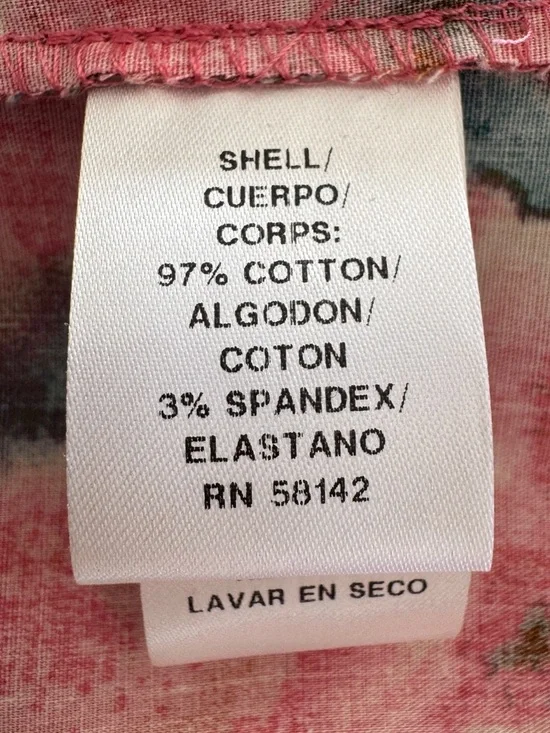 SHELL/
CUERPO/
CORPS:
97% COTTON/
ALGODON/
COTON
3% SPANDEX/
ELASTANO
RN 58142
LAVAR EN SECO